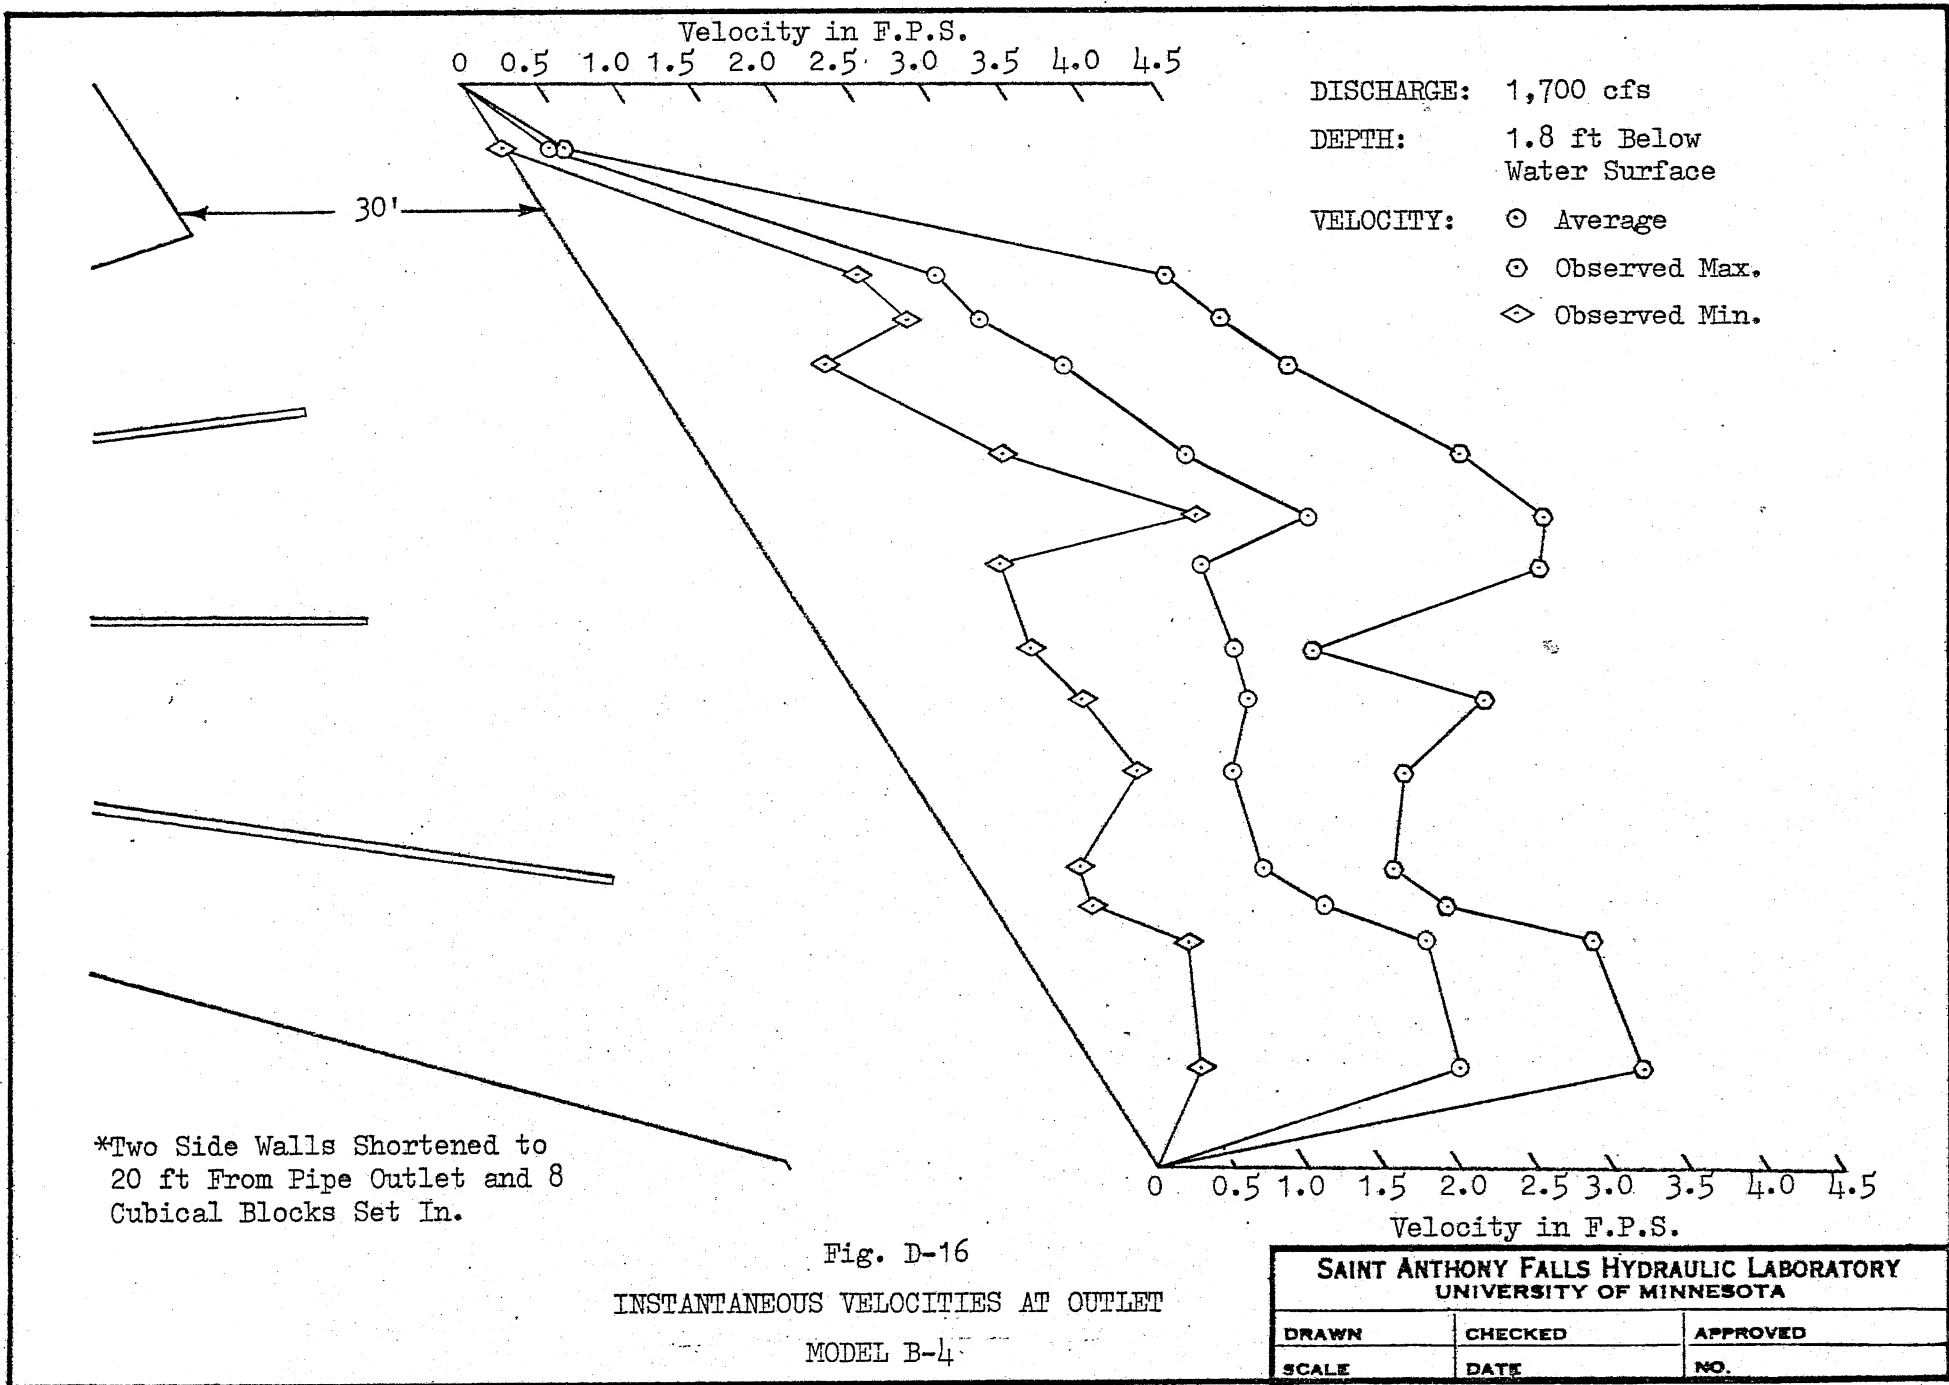 Velocity in F.P.S.
0 0.5 1.0 1.5 2.0 2.5 3.0 3.5 4.0 4.5
DISCHARGE: 1,700 cfs
DEPTH: 1.8 ft Below
Water Surface
VELOCITY: Average
Observed Max.
Observed Min.
30'
*Two Side Walls Shortened to
20 ft From Pipe Outlet and 8
Cubical Blocks Set In.
0 0.5 1.0 1.5 2.0 2.5 3.0 3.5 4.0 4.5
Velocity in F.P.S.
Fig. D-16
INSTANTANEOUS VELOCITIES AT OUTLET
MODEL B-4
SAINT ANTHONY FALLS HYDRAULIC LABORATORY
UNIVERSITY OF MINNESOTA
DRAWN CHECKED APPROVED
SCALE DATE NO.